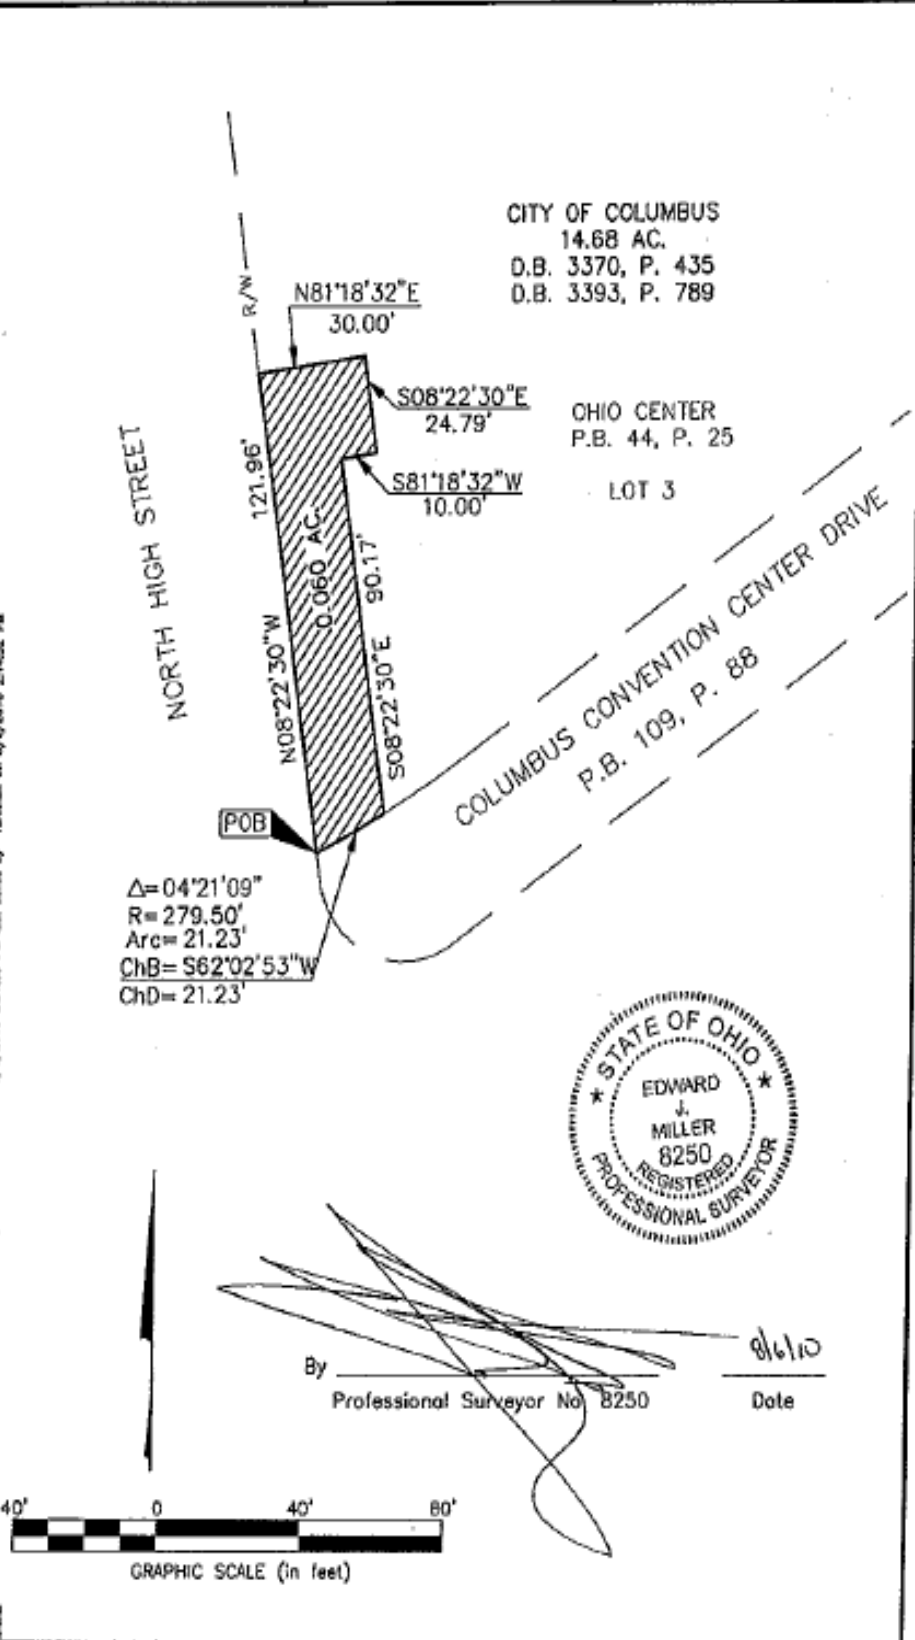 CITY OF COLUMBUS
14.68 AC.
D.B. 3370, P. 435
D.B. 3393, P. 789
R/W
N81°18'32"E
30.00'
S08°22'30"E
24.79'
OHIO CENTER
P.B. 44, P. 25
LOT 3
S81°18'32"W
10.00'
NORTH HIGH STREET
121.96'
N08°22'30"W
0.060 AC.
90.17'
S08°22'30"E
COLUMBUS CONVENTION CENTER DRIVE
P.B. 109, P. 88
POB
Δ=04°21'09"
R=279.50'
Arc=21.23'
ChB=S62°02'53"W
ChD=21.23'
STATE OF OHIO
EDWARD
J.
MILLER
8250
REGISTERED
PROFESSIONAL SURVEYOR
8/6/10
By
Professional Surveyor No. 8250
Date
40' 0 40' 80'
GRAPHIC SCALE (in feet)